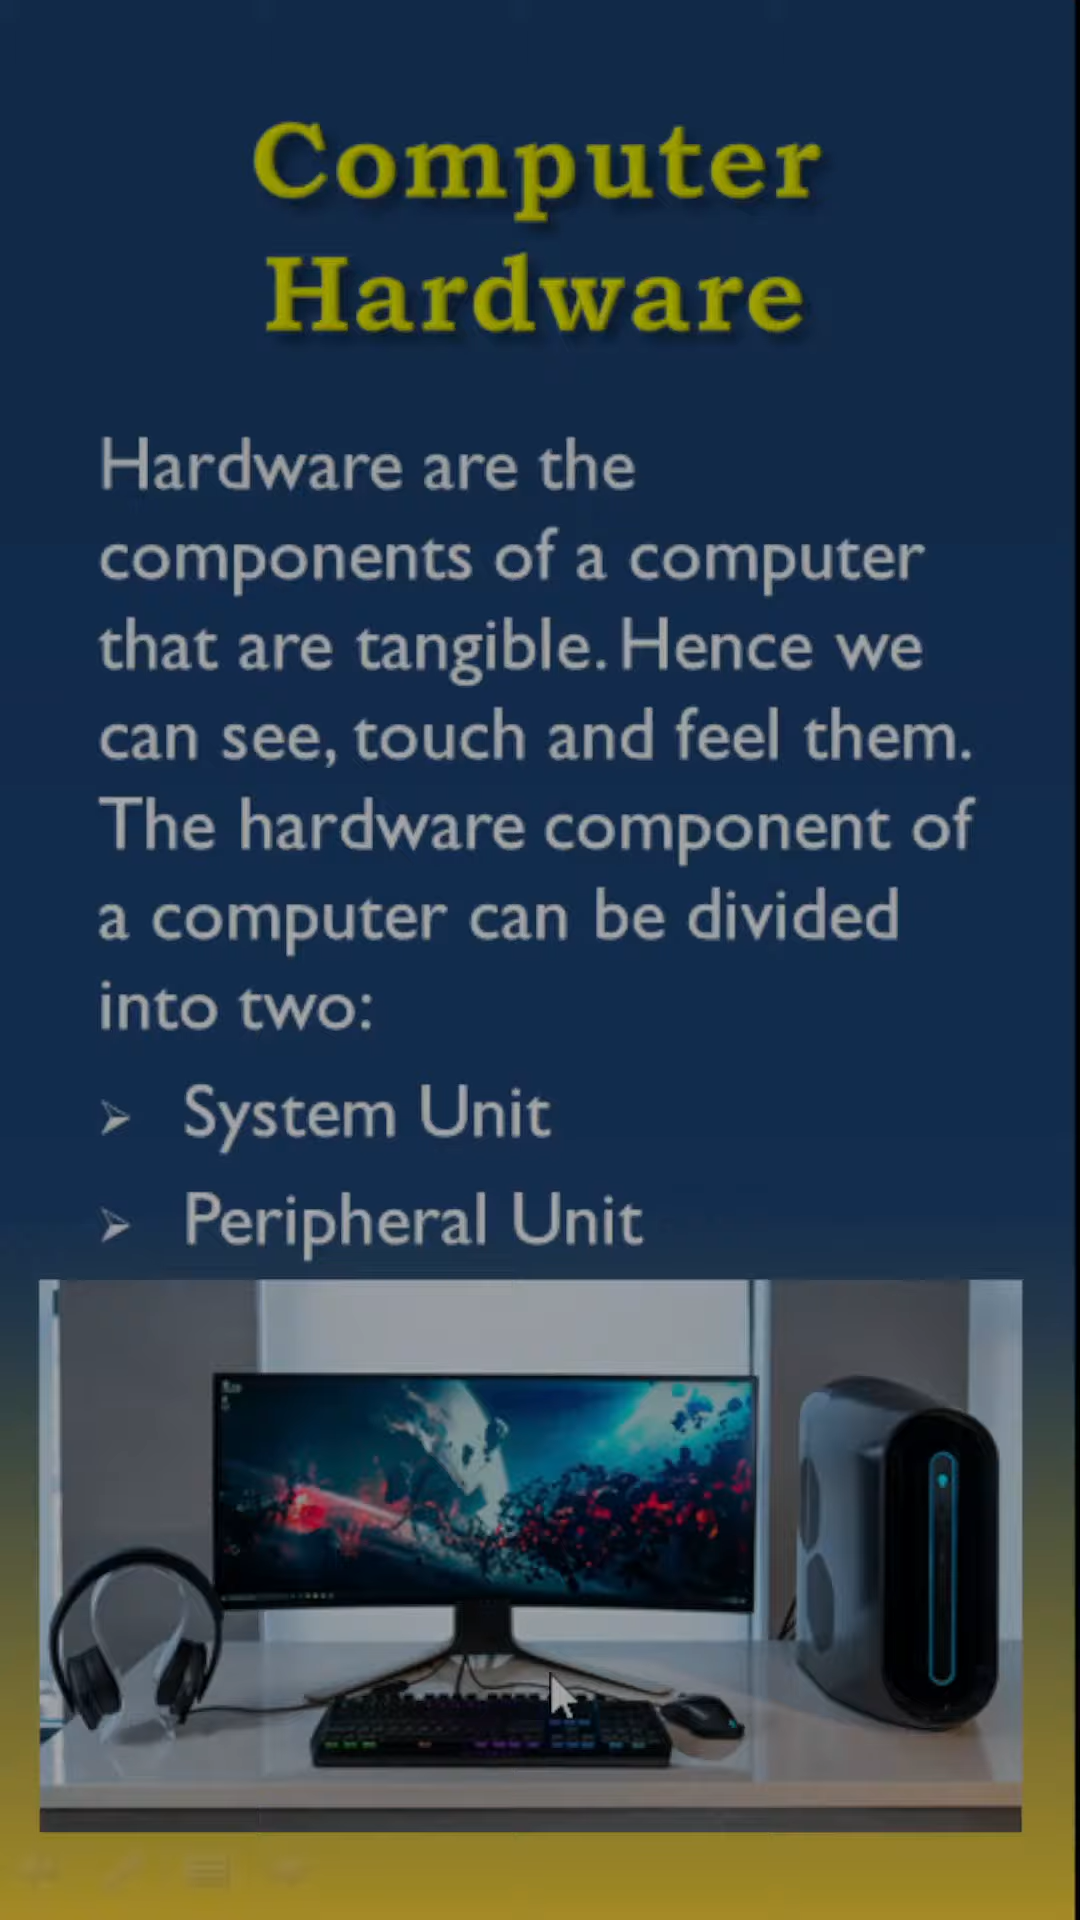 Computer
Hardware
Hardware are the
components of a computer
that are tangible. Hence we
can see, touch and feel them.
The hardware component of
a computer can be divided
into two:
➢ System Unit
➢ Peripheral Unit